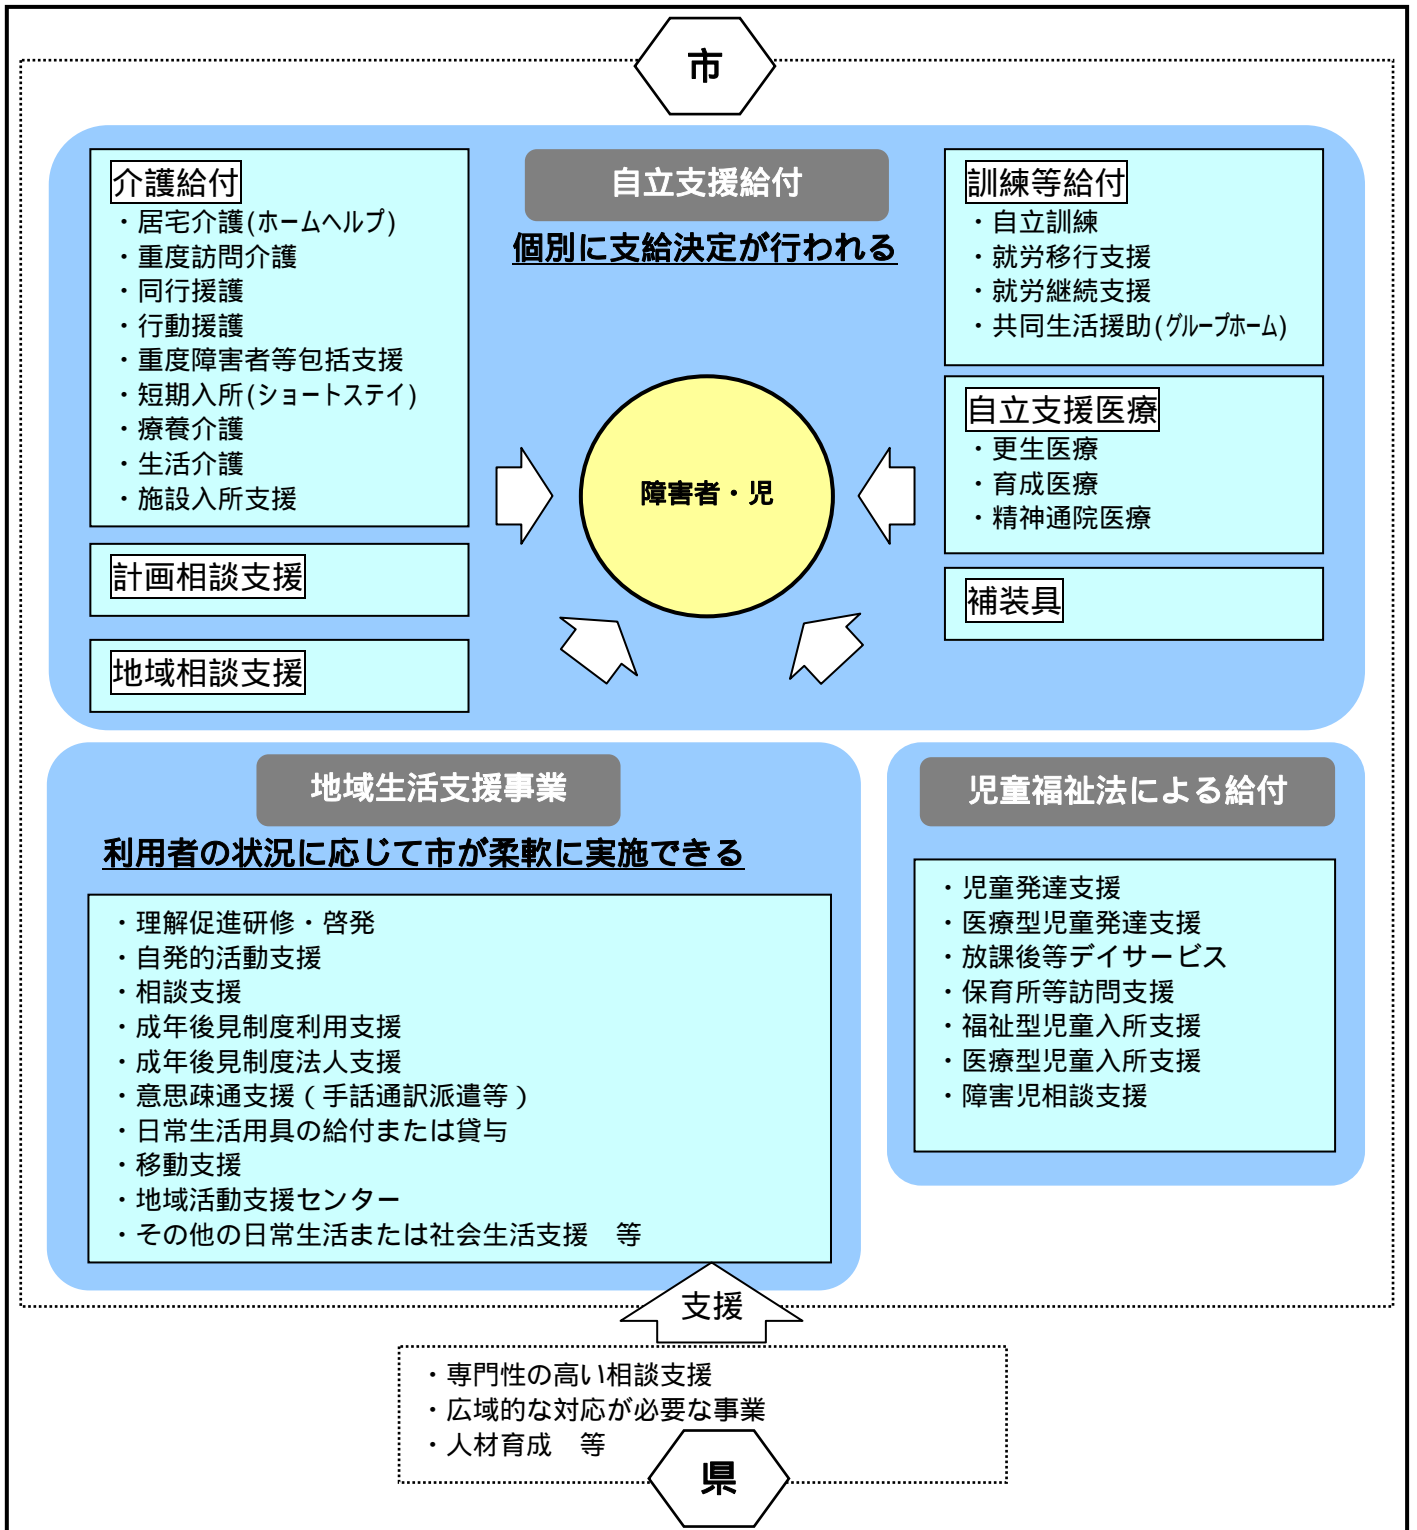 市
自立支援給付
個別に支給決定が行われる
介護給付
・居宅介護(ホームヘルプ)
・重度訪問介護
・同行援護
・行動援護
・重度障害者等包括支援
・短期入所(ショートステイ)
・療養介護
・生活介護
・施設入所支援
計画相談支援
地域相談支援
障害者・児
訓練等給付
・自立訓練
・就労移行支援
・就労継続支援
・共同生活援助(グループホーム)
自立支援医療
・更生医療
・育成医療
・精神通院医療
補装具
地域生活支援事業
利用者の状況に応じて市が柔軟に実施できる
・理解促進研修・啓発
・自発的活動支援
・相談支援
・成年後見制度利用支援
・成年後見制度法人支援
・意思疎通支援（手話通訳派遣等）
・日常生活用具の給付または貸与
・移動支援
・地域活動支援センター
・その他の日常生活または社会生活支援　等
児童福祉法による給付
・児童発達支援
・医療型児童発達支援
・放課後等デイサービス
・保育所等訪問支援
・福祉型児童入所支援
・医療型児童入所支援
・障害児相談支援
支援
・専門性の高い相談支援
・広域的な対応が必要な事業
・人材育成　等
県